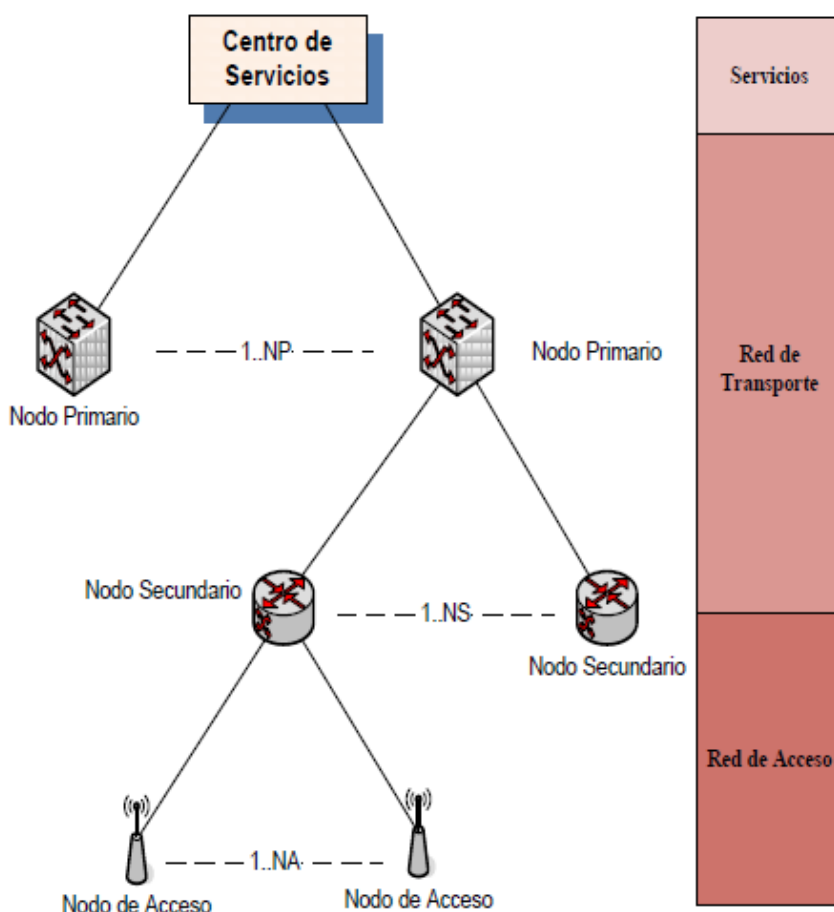 Centro de
Servicios
Servicios
1..NP
Nodo Primario
Nodo Primario
Red de
Transporte
Nodo Secundario
1..NS
Nodo Secundario
Red de Acceso
1..NA
Nodo de Acceso
Nodo de Acceso